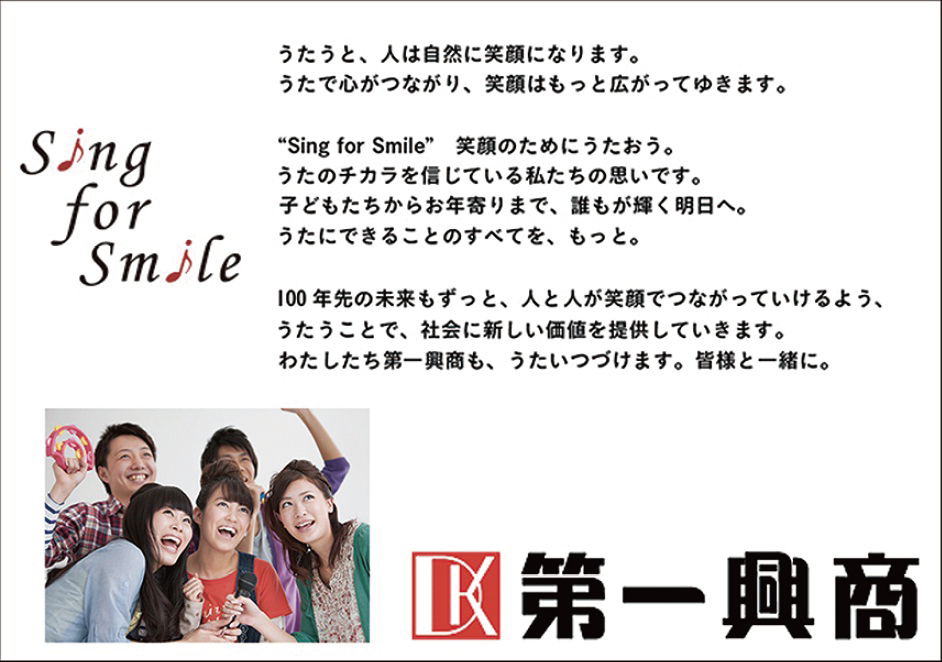 Sing
for
Smile
うたうと、人は自然に笑顔になります。
うたで心がつながり、笑顔はもっと広がってゆきます。
“Sing for Smile”　笑顔のためにうたおう。
うたのチカラを信じている私たちの思いです。
子どもたちからお年寄りまで、誰もが輝く明日へ。
うたにできることのすべてを、もっと。
100年先の未来もずっと、人と人が笑顔でつながっていけるよう、
うたうことで、社会に新しい価値を提供していきます。
わたしたち第一興商も、うたいつづけます。皆様と一緒に。
DK 第一興商